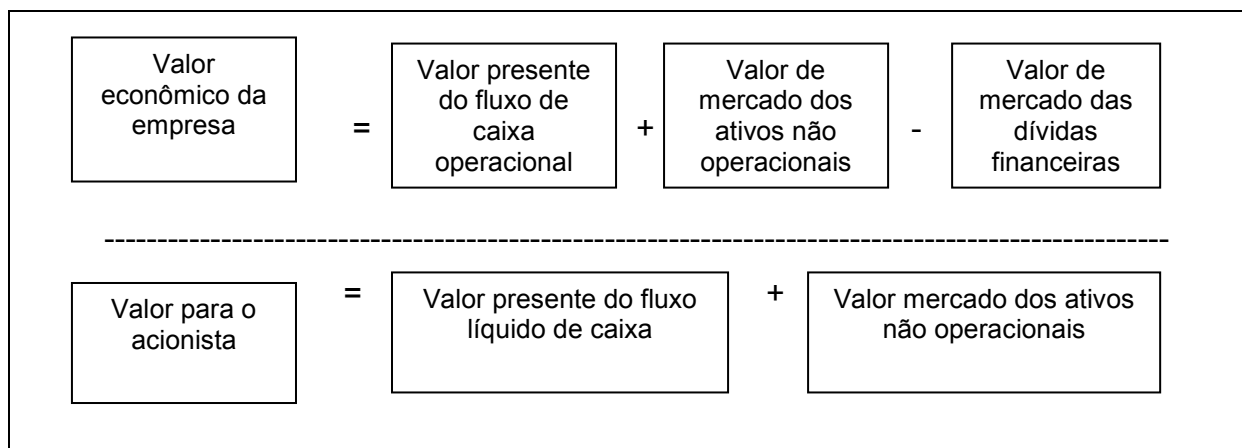 Valor
econômico da
empresa
=
Valor presente
do fluxo de
caixa
operacional
+
Valor de
mercado dos
ativos não
operacionais
-
Valor de
mercado das
dívidas
financeiras
Valor para o
acionista
=
Valor presente do fluxo
líquido de caixa
+
Valor mercado dos ativos
não operacionais